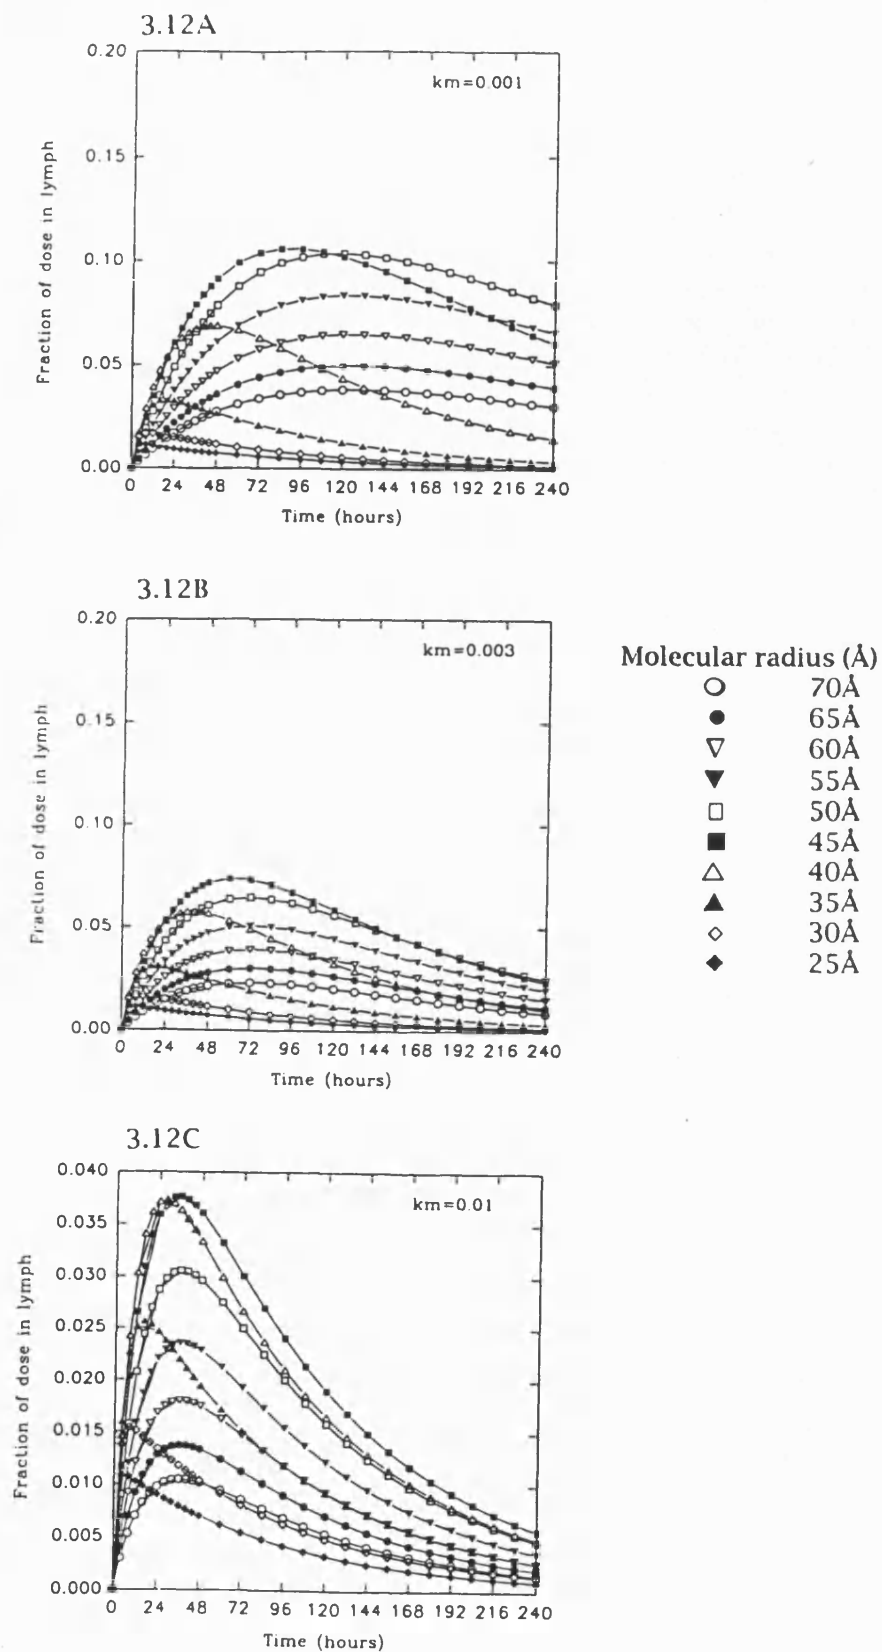 3.12A
0.20
km=0.001
0.15
0.10
0.05
0.00
Fraction of dose in lymph
0 24 48 72 96 120 144 168 192 216 240
Time (hours)
3.12B
0.20
km=0.003
0.15
0.10
0.05
0.00
Fraction of dose in lymph
0 24 48 72 96 120 144 168 192 216 240
Time (hours)
Molecular radius (Å)
70Å
65Å
60Å
55Å
50Å
45Å
40Å
35Å
30Å
25Å
3.12C
0.040
km=0.01
0.035
0.030
0.025
0.020
0.015
0.010
0.005
0.000
Fraction of dose in lymph
0 24 48 72 96 120 144 168 192 216 240
Time (hours)